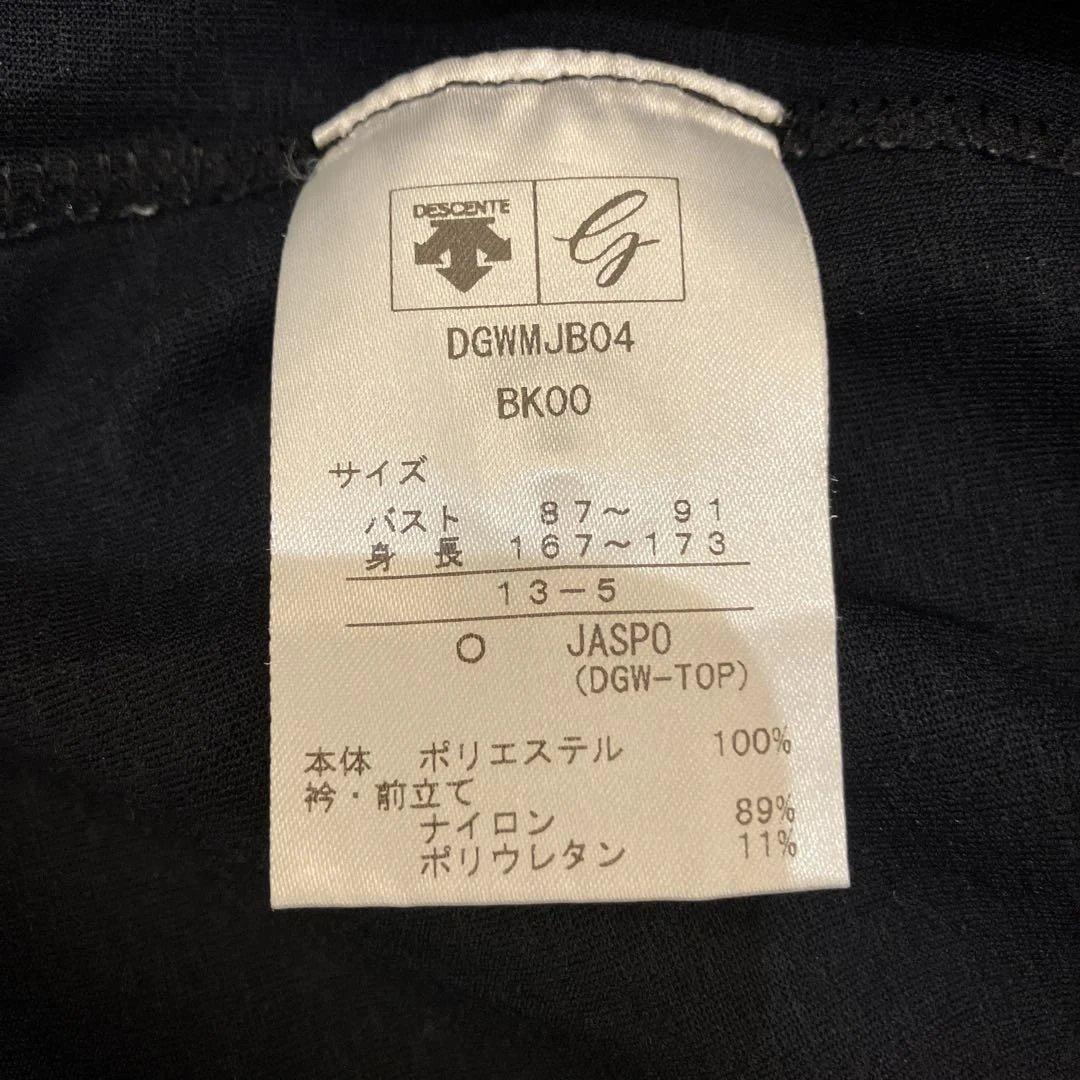 DESCENTE G
DGWMJB04
BK00
サイズ
バスト 87～ 91
身 長 167～173
13－5
○ JASPO
(DGW-TOP)
本体 ポリエステル 100%
衿・前立て
ナイロン 89%
ポリウレタン 11%